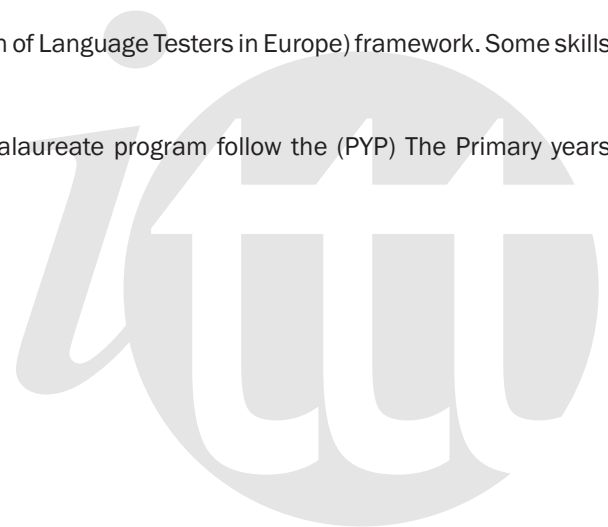 n of Language Testers in Europe) framework. Some skills
alaureate program follow the (PYP) The Primary years
ittt